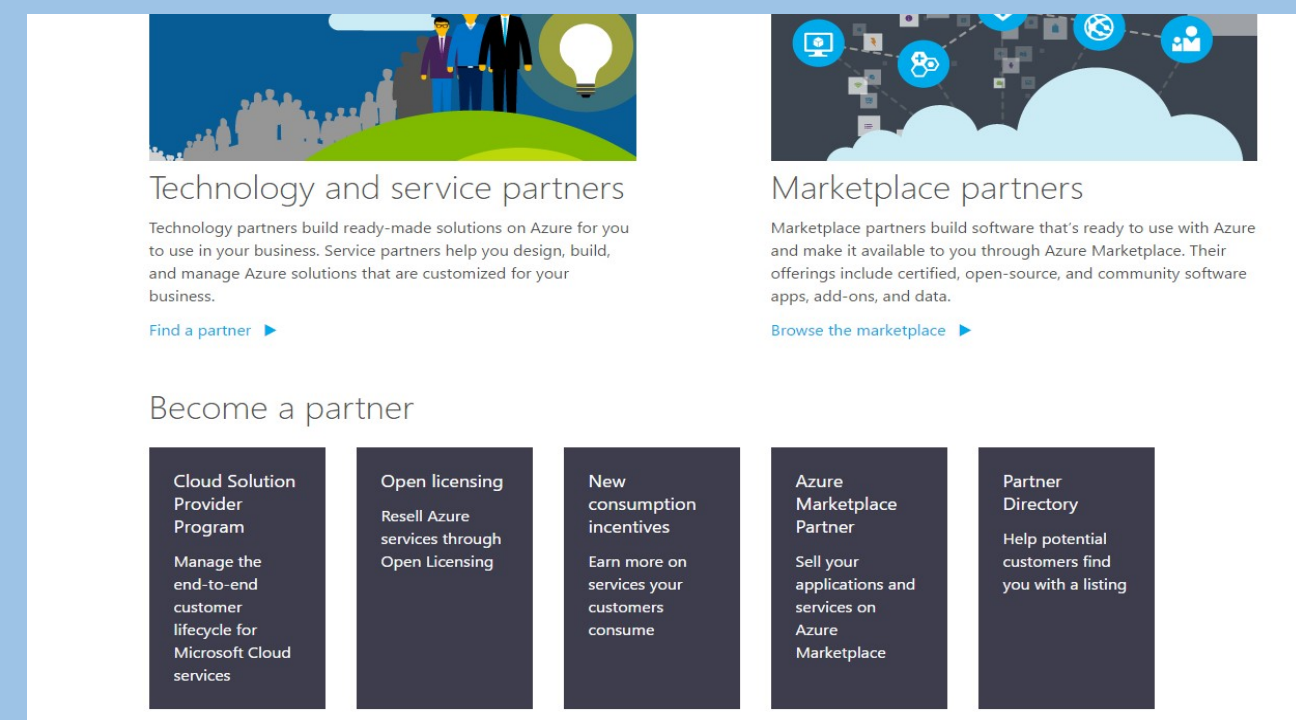 Technology and service partners
Technology partners build ready-made solutions on Azure for you
to use in your business. Service partners help you design, build,
and manage Azure solutions that are customized for your
business.
Find a partner
Marketplace partners
Marketplace partners build software that's ready to use with Azure
and make it available to you through Azure Marketplace. Their
offerings include certified, open-source, and community software
apps, add-ons, and data.
Browse the marketplace
Become a partner
Cloud Solution
Provider
Program
Manage the
end-to-end
customer
lifecycle for
Microsoft Cloud
services
Open licensing
Resell Azure
services through
Open Licensing
New
consumption
incentives
Earn more on
services your
customers
consume
Azure
Marketplace
Partner
Sell your
applications and
services on
Azure
Marketplace
Partner
Directory
Help potential
customers find
you with a listing